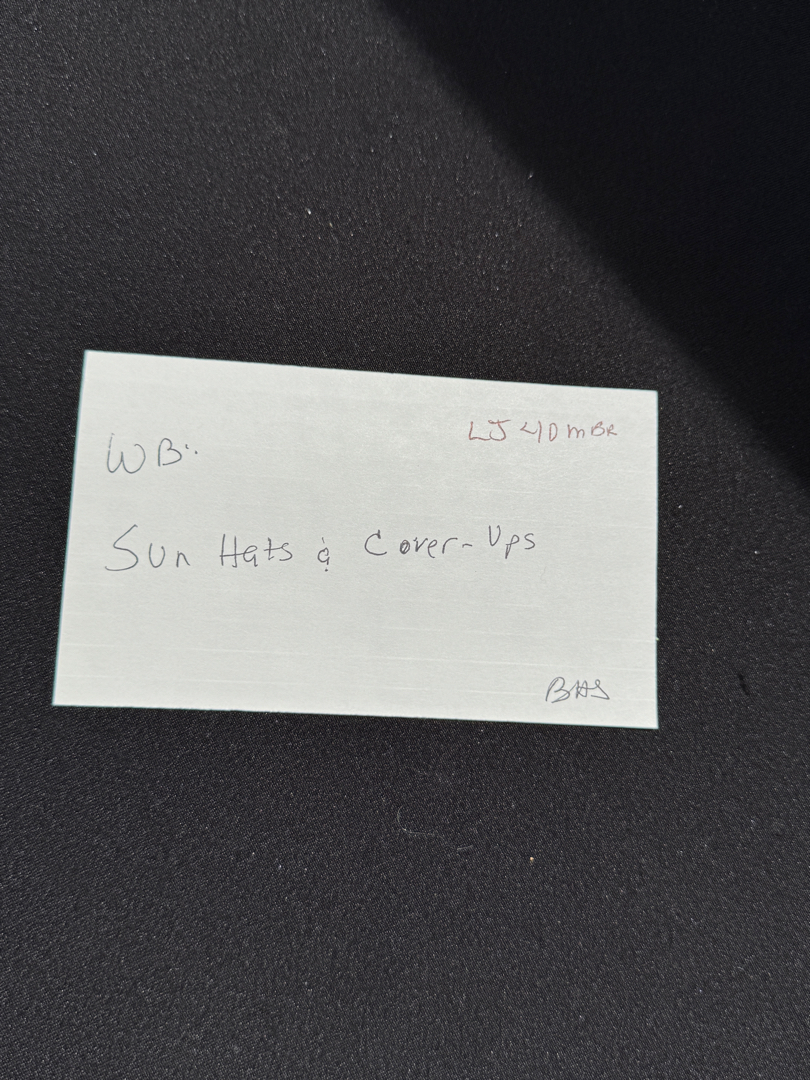 LJ 40 MBR
WB:
Sun Hats & Cover-Ups
BAS